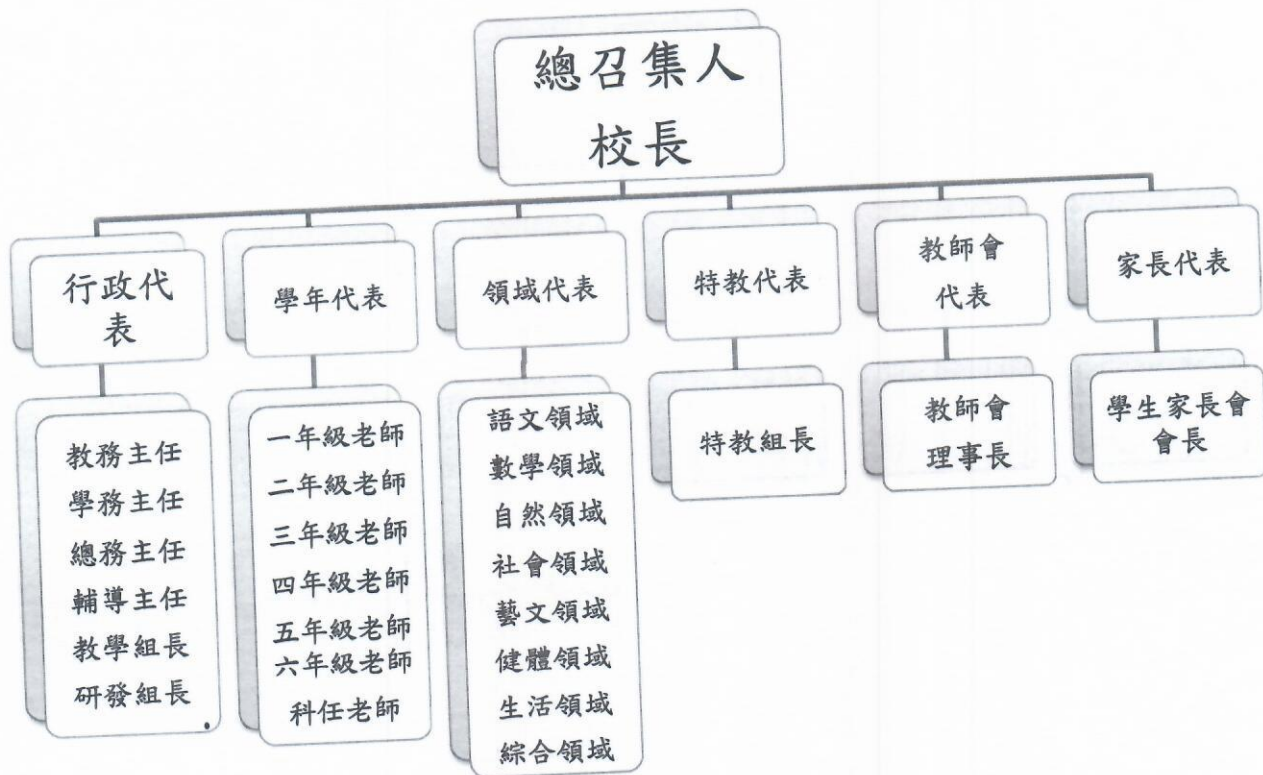 總召集人
校長
行政代
表
學年代表
領域代表
特教代表
教師會
代表
家長代表
教務主任
學務主任
總務主任
輔導主任
教學組長
研發組長
一年級老師
二年級老師
三年級老師
四年級老師
五年級老師
六年級老師
科任老師
語文領域
數學領域
自然領域
社會領域
藝文領域
健體領域
生活領域
綜合領域
特教組長
教師會
理事長
學生家長會
會長